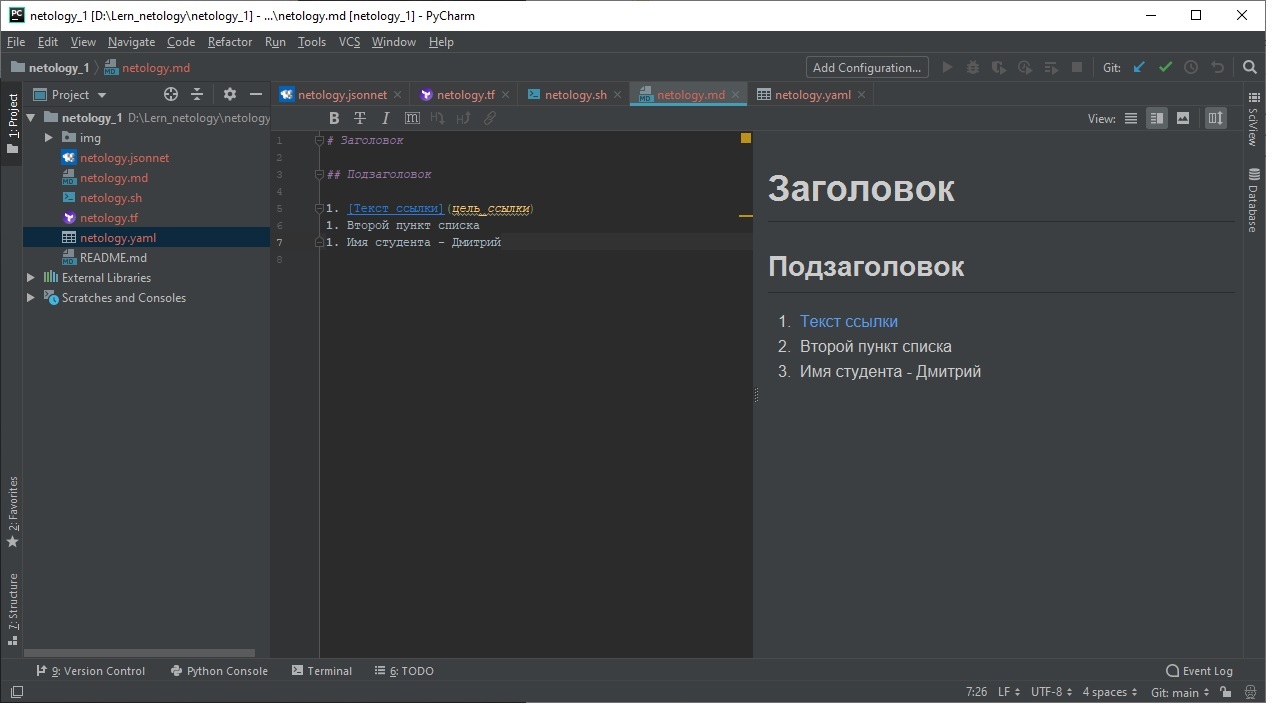 netology_1 [D:\Lern_netology\netology_1] - ...\netology.md [netology_1] - PyCharm
File Edit View Navigate Code Refactor Run Tools VCS Window Help
netology_1 netology.md Add Configuration... Git:
Project
netology.jsonnet netology.tf netology.sh netology.md netology.yaml
1: Project
netology_1 D:\Lern_netology\netology
img
netology.jsonnet
netology.md
netology.sh
netology.tf
netology.yaml
README.md
External Libraries
Scratches and Consoles
2: Favorites
7: Structure
B T I m H H
View:
1 # Заголовок
2
3 ## Подзаголовок
4
5 1. [Текст ссылки](цель_ссылки)
6 1. Второй пункт списка
7 1. Имя студента - Дмитрий
8
Заголовок
Подзаголовок
1. Текст ссылки
2. Второй пункт списка
3. Имя студента - Дмитрий
SciView
Database
9: Version Control Python Console Terminal 6: TODO Event Log
7:26 LF UTF-8 4 spaces Git: main